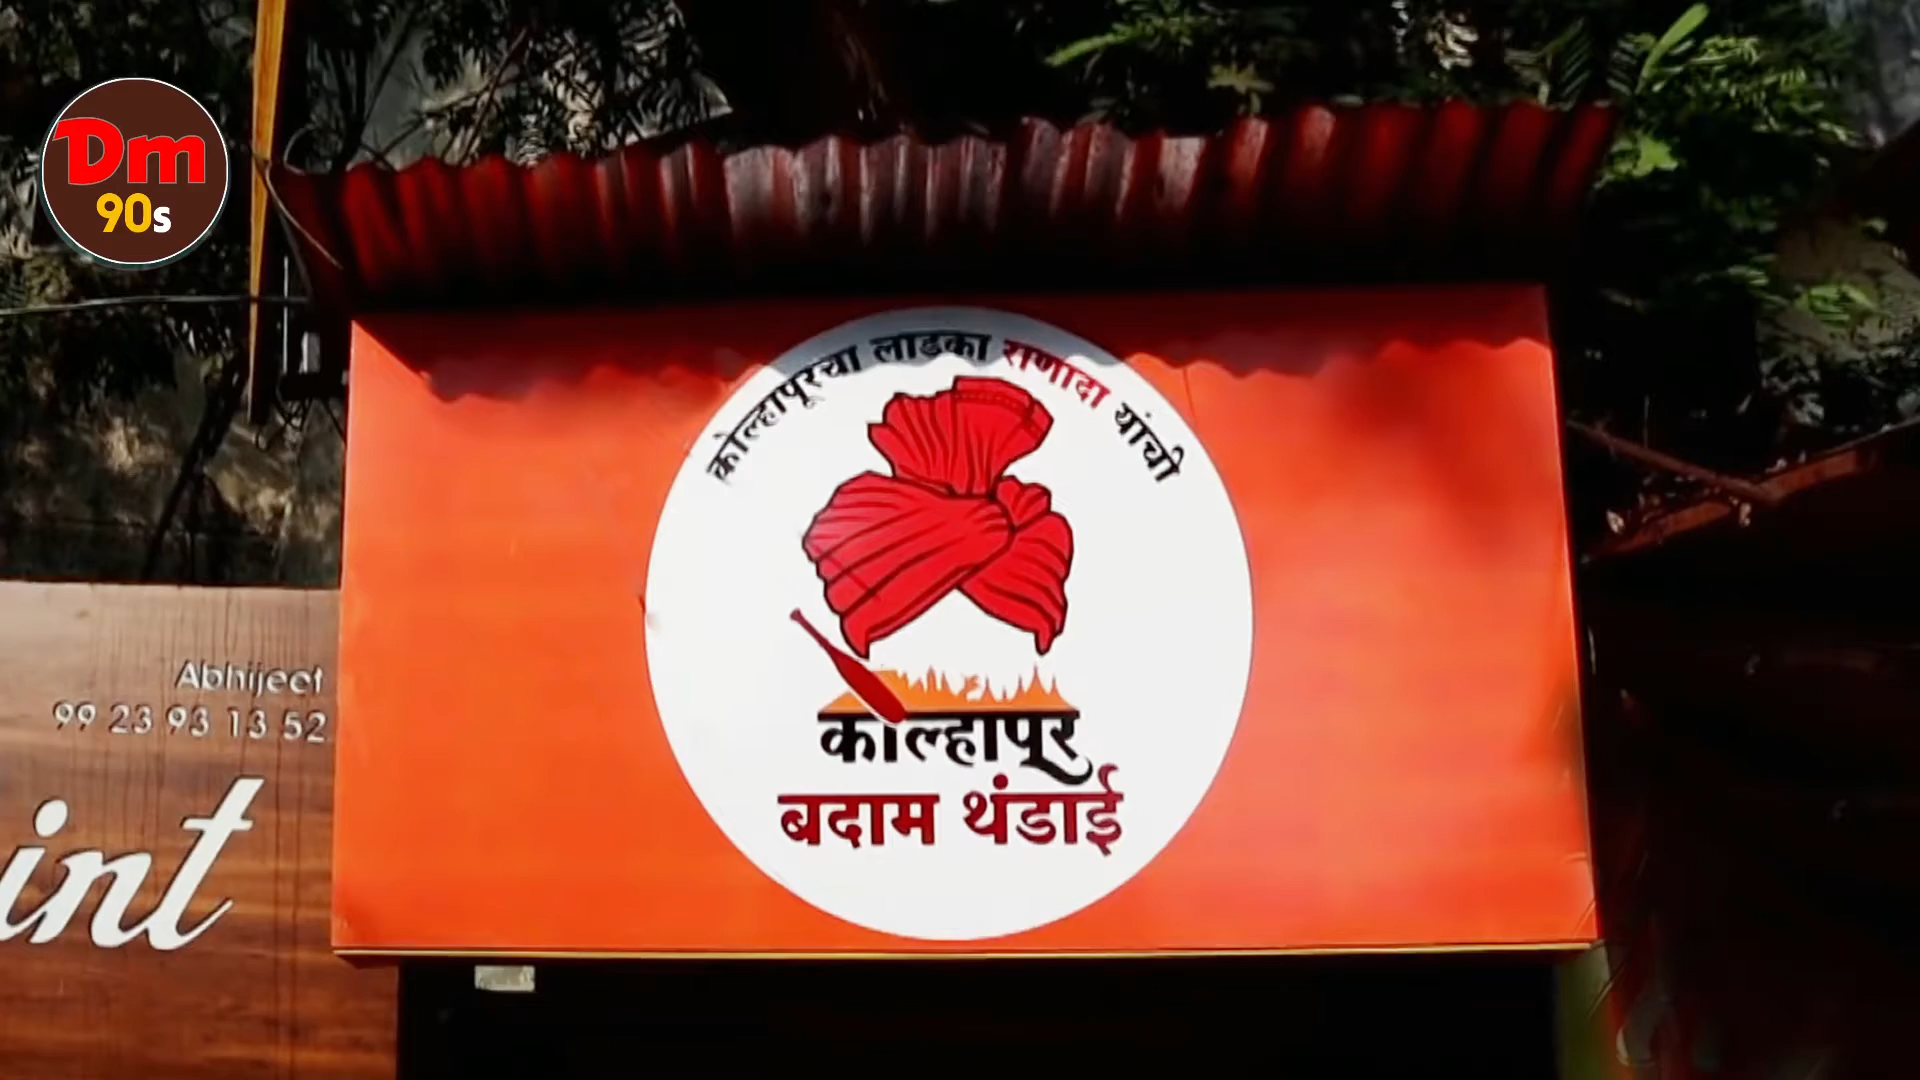 Dm
90s
कोल्हापूरचा लाडका राणादा यांची
कोल्हापूर
बदाम थंडाई
Abhijeet
99 23 93 13 52
int